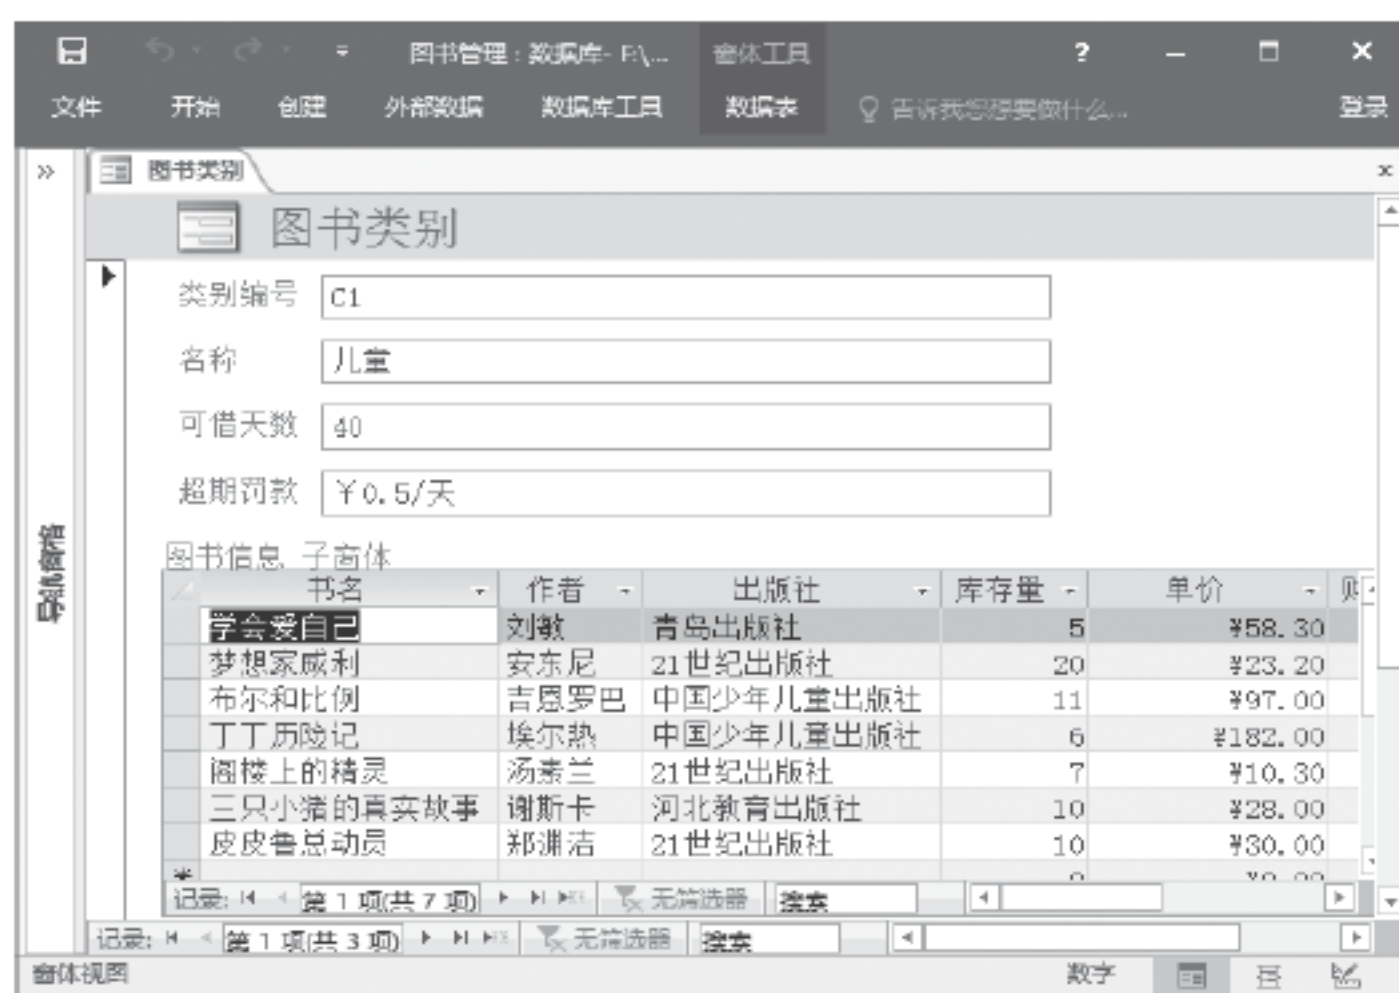 图书管理：数据库- F:\... 窗体工具 ?
文件 开始 创建 外部数据 数据库工具 数据表 告诉我您想要做什么... 登录
图书类别
图书类别
类别编号 C1
名称 儿童
可借天数 40
超期罚款 ￥0.5/天
导航窗格
图书信息 子窗体
书名 作者 出版社 库存量 单价
学会爱自己 刘敏 青岛出版社 5 ¥58.30
梦想家威利 安东尼 21世纪出版社 20 ¥23.20
布尔和比例 吉恩罗巴 中国少年儿童出版社 11 ¥97.00
丁丁历险记 埃尔热 中国少年儿童出版社 6 ¥182.00
阁楼上的精灵 汤素兰 21世纪出版社 7 ¥10.30
三只小猪的真实故事 谢斯卡 河北教育出版社 10 ¥28.00
皮皮鲁总动员 郑渊洁 21世纪出版社 10 ¥30.00
记录: 第 1 项(共 7 项) 无筛选器 搜索
记录: 第 1 项(共 3 项) 无筛选器 搜索
窗体视图 数字